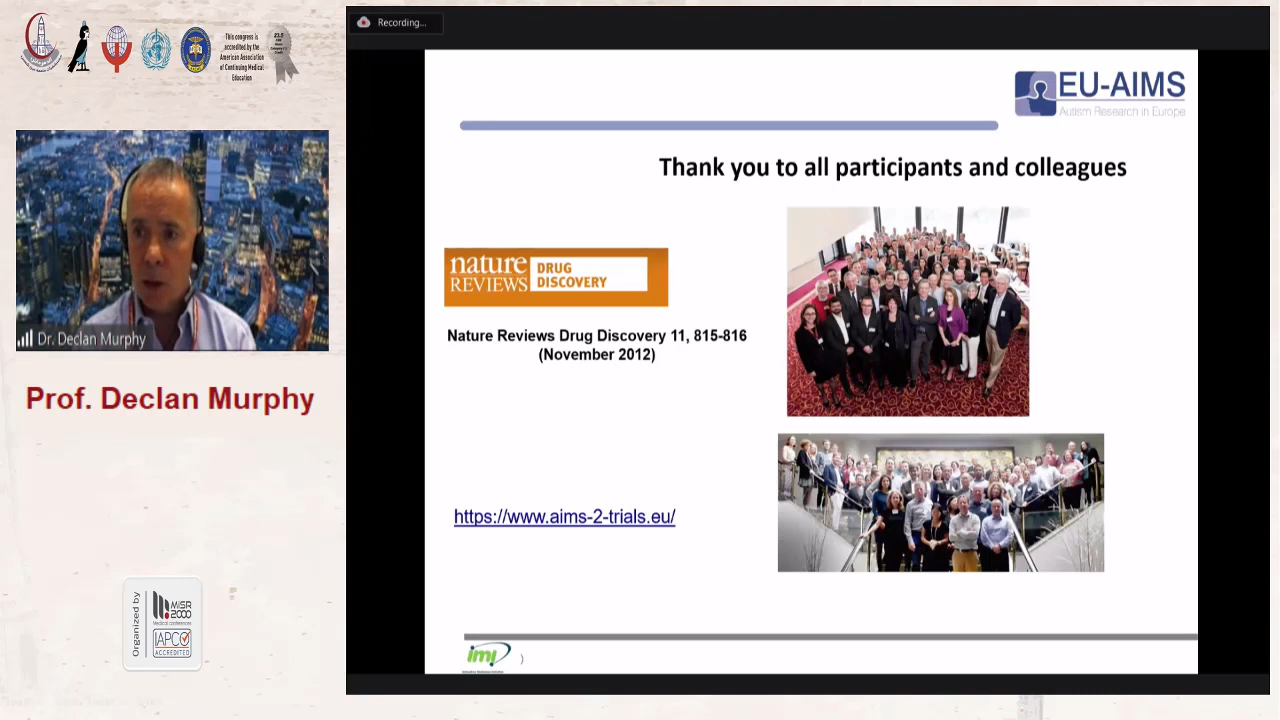 This congress is
accredited by the
American Association
of Continuing Medical
Education
Recording...
EU-AIMS
Autism Research in Europe
Thank you to all participants and colleagues
nature
REVIEWS
DRUG
DISCOVERY
Nature Reviews Drug Discovery 11, 815-816
(November 2012)
https://www.aims-2-trials.eu/
imi
)
Dr. Declan Murphy
Prof. Declan Murphy
Organized by
MISR
2000
Medical conferences
IAPCO
ACCREDITED